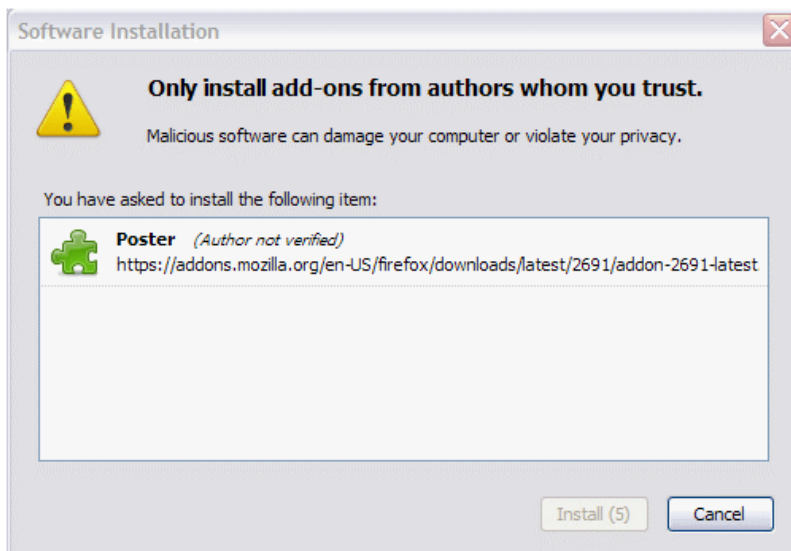 Software Installation
Only install add-ons from authors whom you trust.
Malicious software can damage your computer or violate your privacy.
You have asked to install the following item:
Poster (Author not verified)
https://addons.mozilla.org/en-US/firefox/downloads/latest/2691/addon-2691-latest
Install (5) Cancel